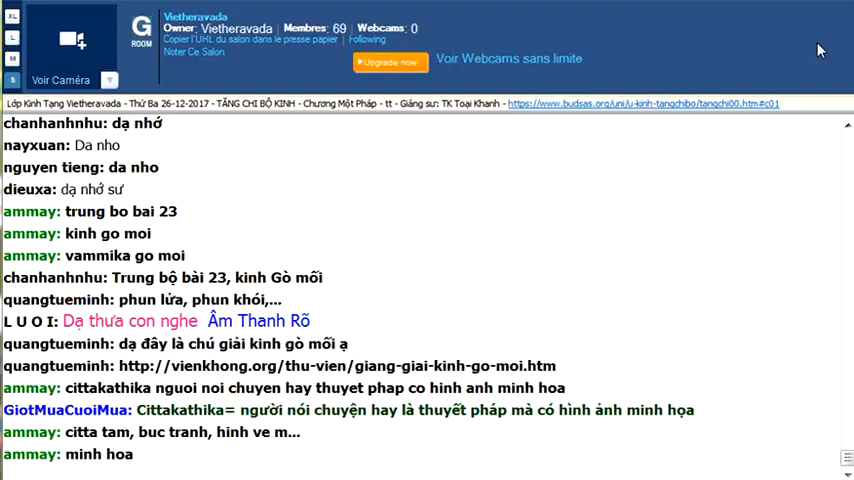 XL
L
M
S
Voir Caméra
G
ROOM
Vietheravada
Owner: Vietheravada | Membres: 69 | Webcams: 0
Copier l'URL du salon dans le presse papier | Following
Noter Ce Salon
Upgrade now
Voir Webcams sans limite
Lớp Kinh Tạng Vietheravada - Thứ Ba 26-12-2017 - TĂNG CHI BỘ KINH - Chương Một Pháp - tt - Giảng sư: TK Toại Khanh - https://www.budsas.org/uni/u-kinh-tangchibo/tangchi00.htm#c01
chanhanhnhu: dạ nhớ
nayxuan: Da nho
nguyen tieng: da nho
dieuxa: dạ nhớ sư
ammay: trung bo bai 23
ammay: kinh go moi
ammay: vammika go moi
chanhanhnhu: Trung bộ bài 23, kinh Gò mối
quangtueminh: phun lửa, phun khói,...
L U O I: Dạ thưa con nghe Âm Thanh Rõ
quangtueminh: dạ đây là chú giải kinh gò mối ạ
quangtueminh: http://vienkhong.org/thu-vien/giang-giai-kinh-go-moi.htm
ammay: cittakathika nguoi noi chuyen hay thuyet phap co hinh anh minh hoa
GiotMuaCuoiMua: Cittakathika= người nói chuyện hay là thuyết pháp mà có hình ảnh minh họa
ammay: citta tam, buc tranh, hinh ve m...
ammay: minh hoa